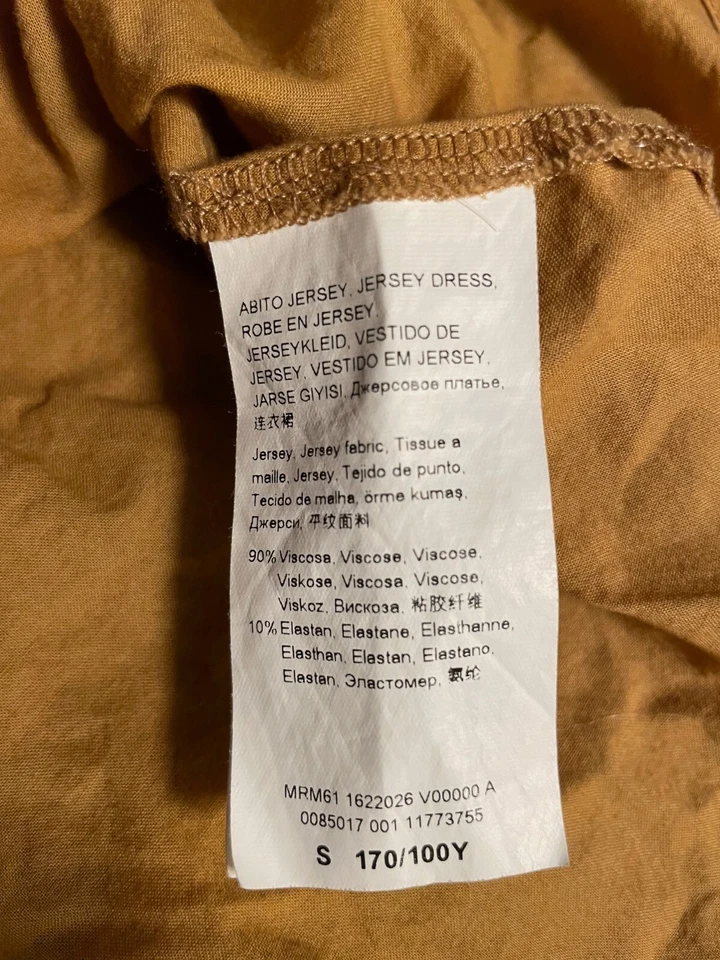 ABITO JERSEY, JERSEY DRESS,
ROBE EN JERSEY,
JERSEYKLEID, VESTIDO DE
JERSEY, VESTIDO EM JERSEY,
JARSE GIYISI, Джерсовое платье,
连衣裙
Jersey, Jersey fabric, Tissue a
maille, Jersey, Tejido de punto,
Tecido de malha, örme kumaş,
Джерси, 平纹面料
90% Viscosa, Viscose, Viscose,
Viskose, Viscosa, Viscose,
Viskoz, Вискоза, 粘胶纤维
10% Elastan, Elastane, Elasthanne,
Elasthan, Elastan, Elastano,
Elastan, Эластомер, 氨纶
MRM61 1622026 V00000 A
0085017 001 11773755
S 170/100Y